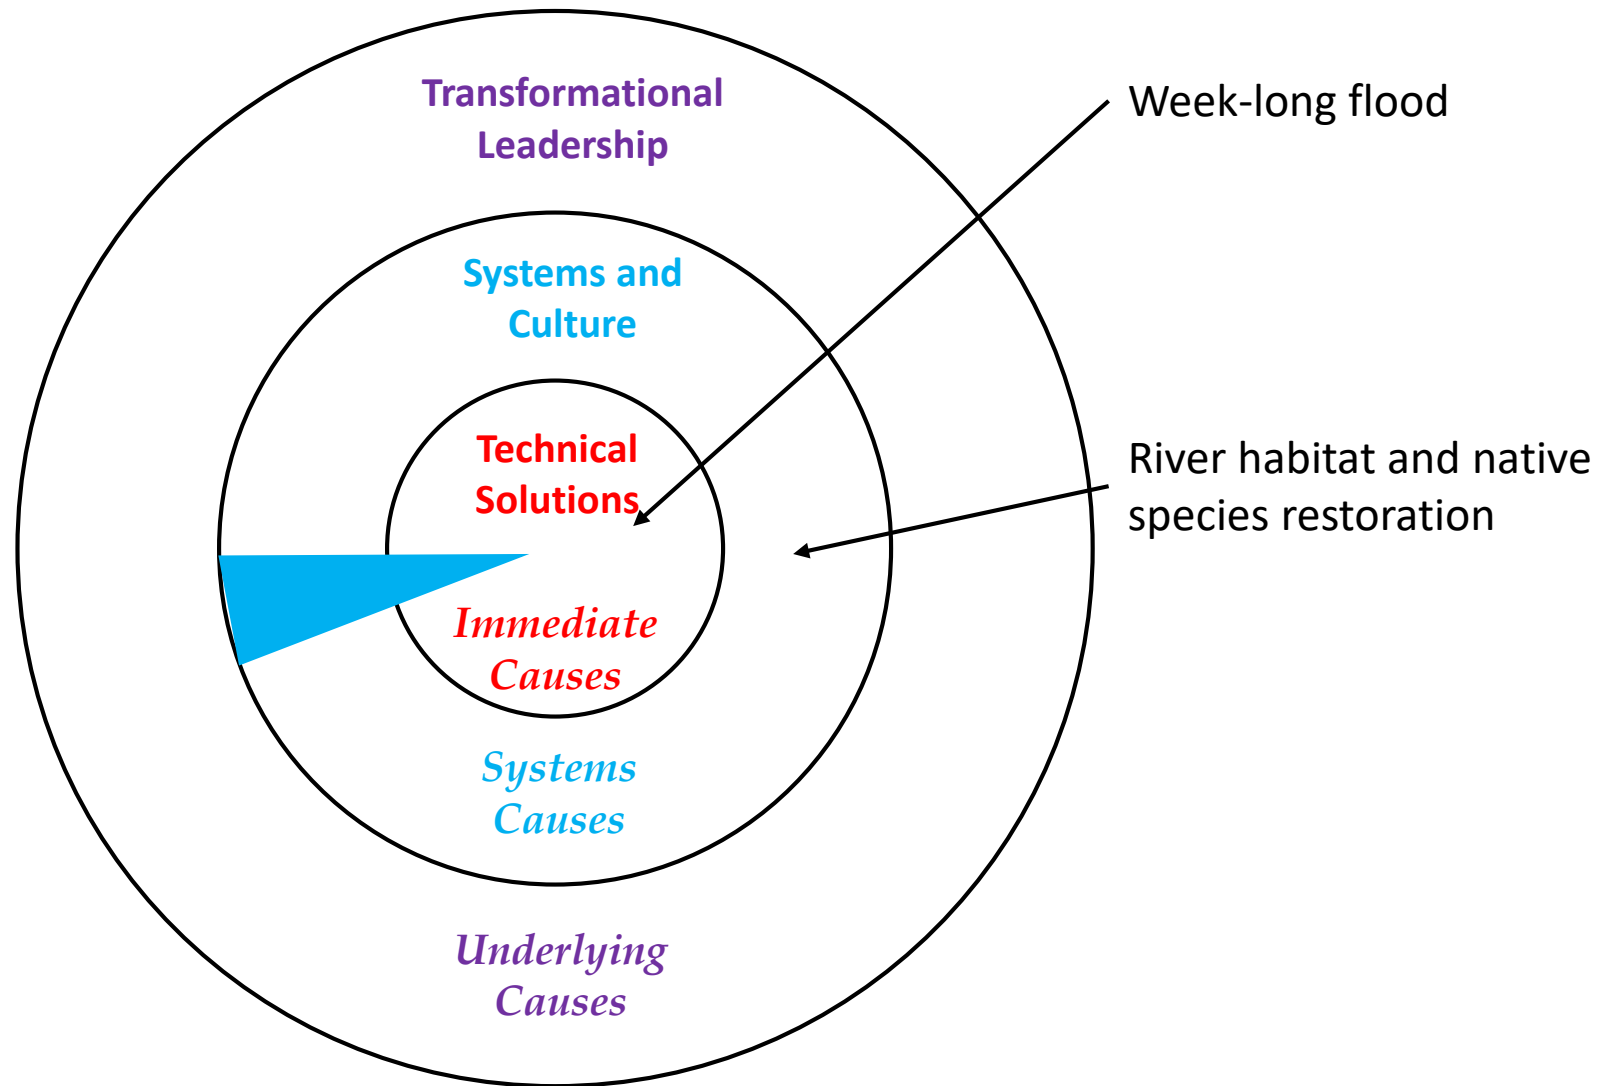 Transformational
Leadership
Week-long flood
Systems and
Culture
Technical
Solutions
River habitat and native
species restoration
Immediate
Causes
Systems
Causes
Underlying
Causes